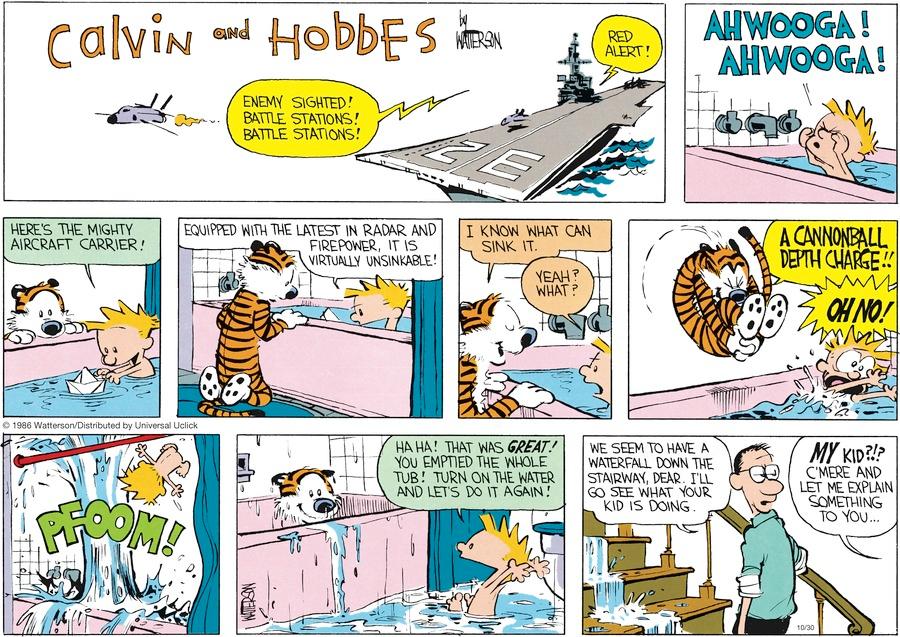 Calvin and HOBBES
by
WATTERSON
ENEMY SIGHTED!
BATTLE STATIONS!
BATTLE STATIONS!
RED
ALERT!
AHWOOGA!
AHWOOGA!
HERE'S THE MIGHTY
AIRCRAFT CARRIER!
EQUIPPED WITH THE LATEST IN RADAR AND
FIREPOWER, IT IS
VIRTUALLY UNSINKABLE!
I KNOW WHAT CAN
SINK IT.
YEAH?
WHAT?
A CANNONBALL
DEPTH CHARGE!!
OH NO!
© 1986 Watterson/Distributed by Universal Uclick
PFOOM!
HA HA! THAT WAS GREAT!
YOU EMPTIED THE WHOLE
TUB! TURN ON THE WATER
AND LET'S DO IT AGAIN!
WATTERSON
WE SEEM TO HAVE A
WATERFALL DOWN THE
STAIRWAY, DEAR. I'LL
GO SEE WHAT YOUR
KID IS DOING.
MY KID?!?
C'MERE AND
LET ME EXPLAIN
SOMETHING
TO YOU...
10/30